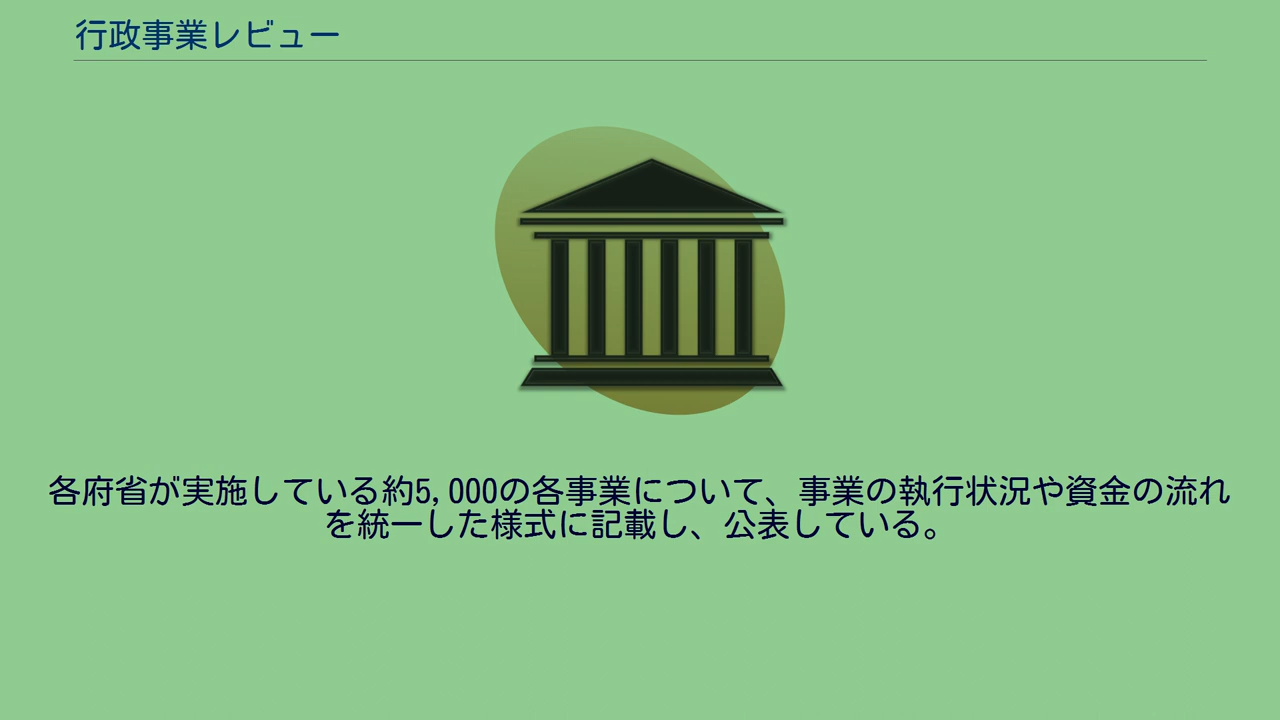 行政事業レビュー
各府省が実施している約5,000の各事業について、事業の執行状況や資金の流れ
を統一した様式に記載し、公表している。